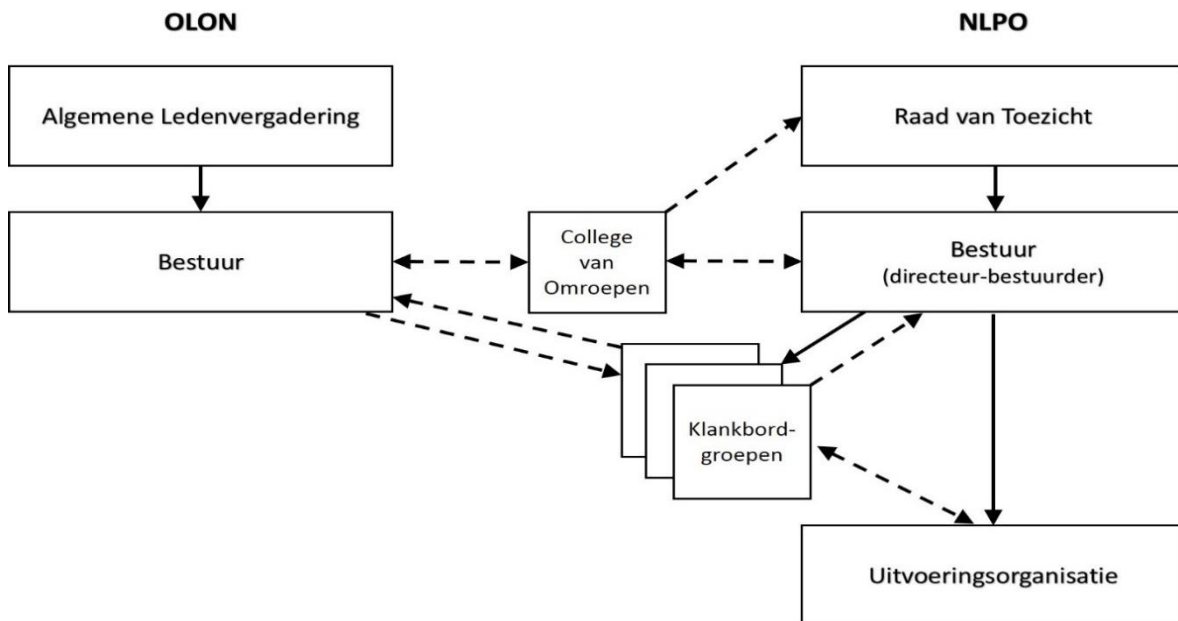 OLON
NLPO
Algemene Ledenvergadering
Raad van Toezicht
Bestuur
College
van
Omroepen
Bestuur
(directeur-bestuurder)
Klankbord-
groepen
Uitvoeringsorganisatie